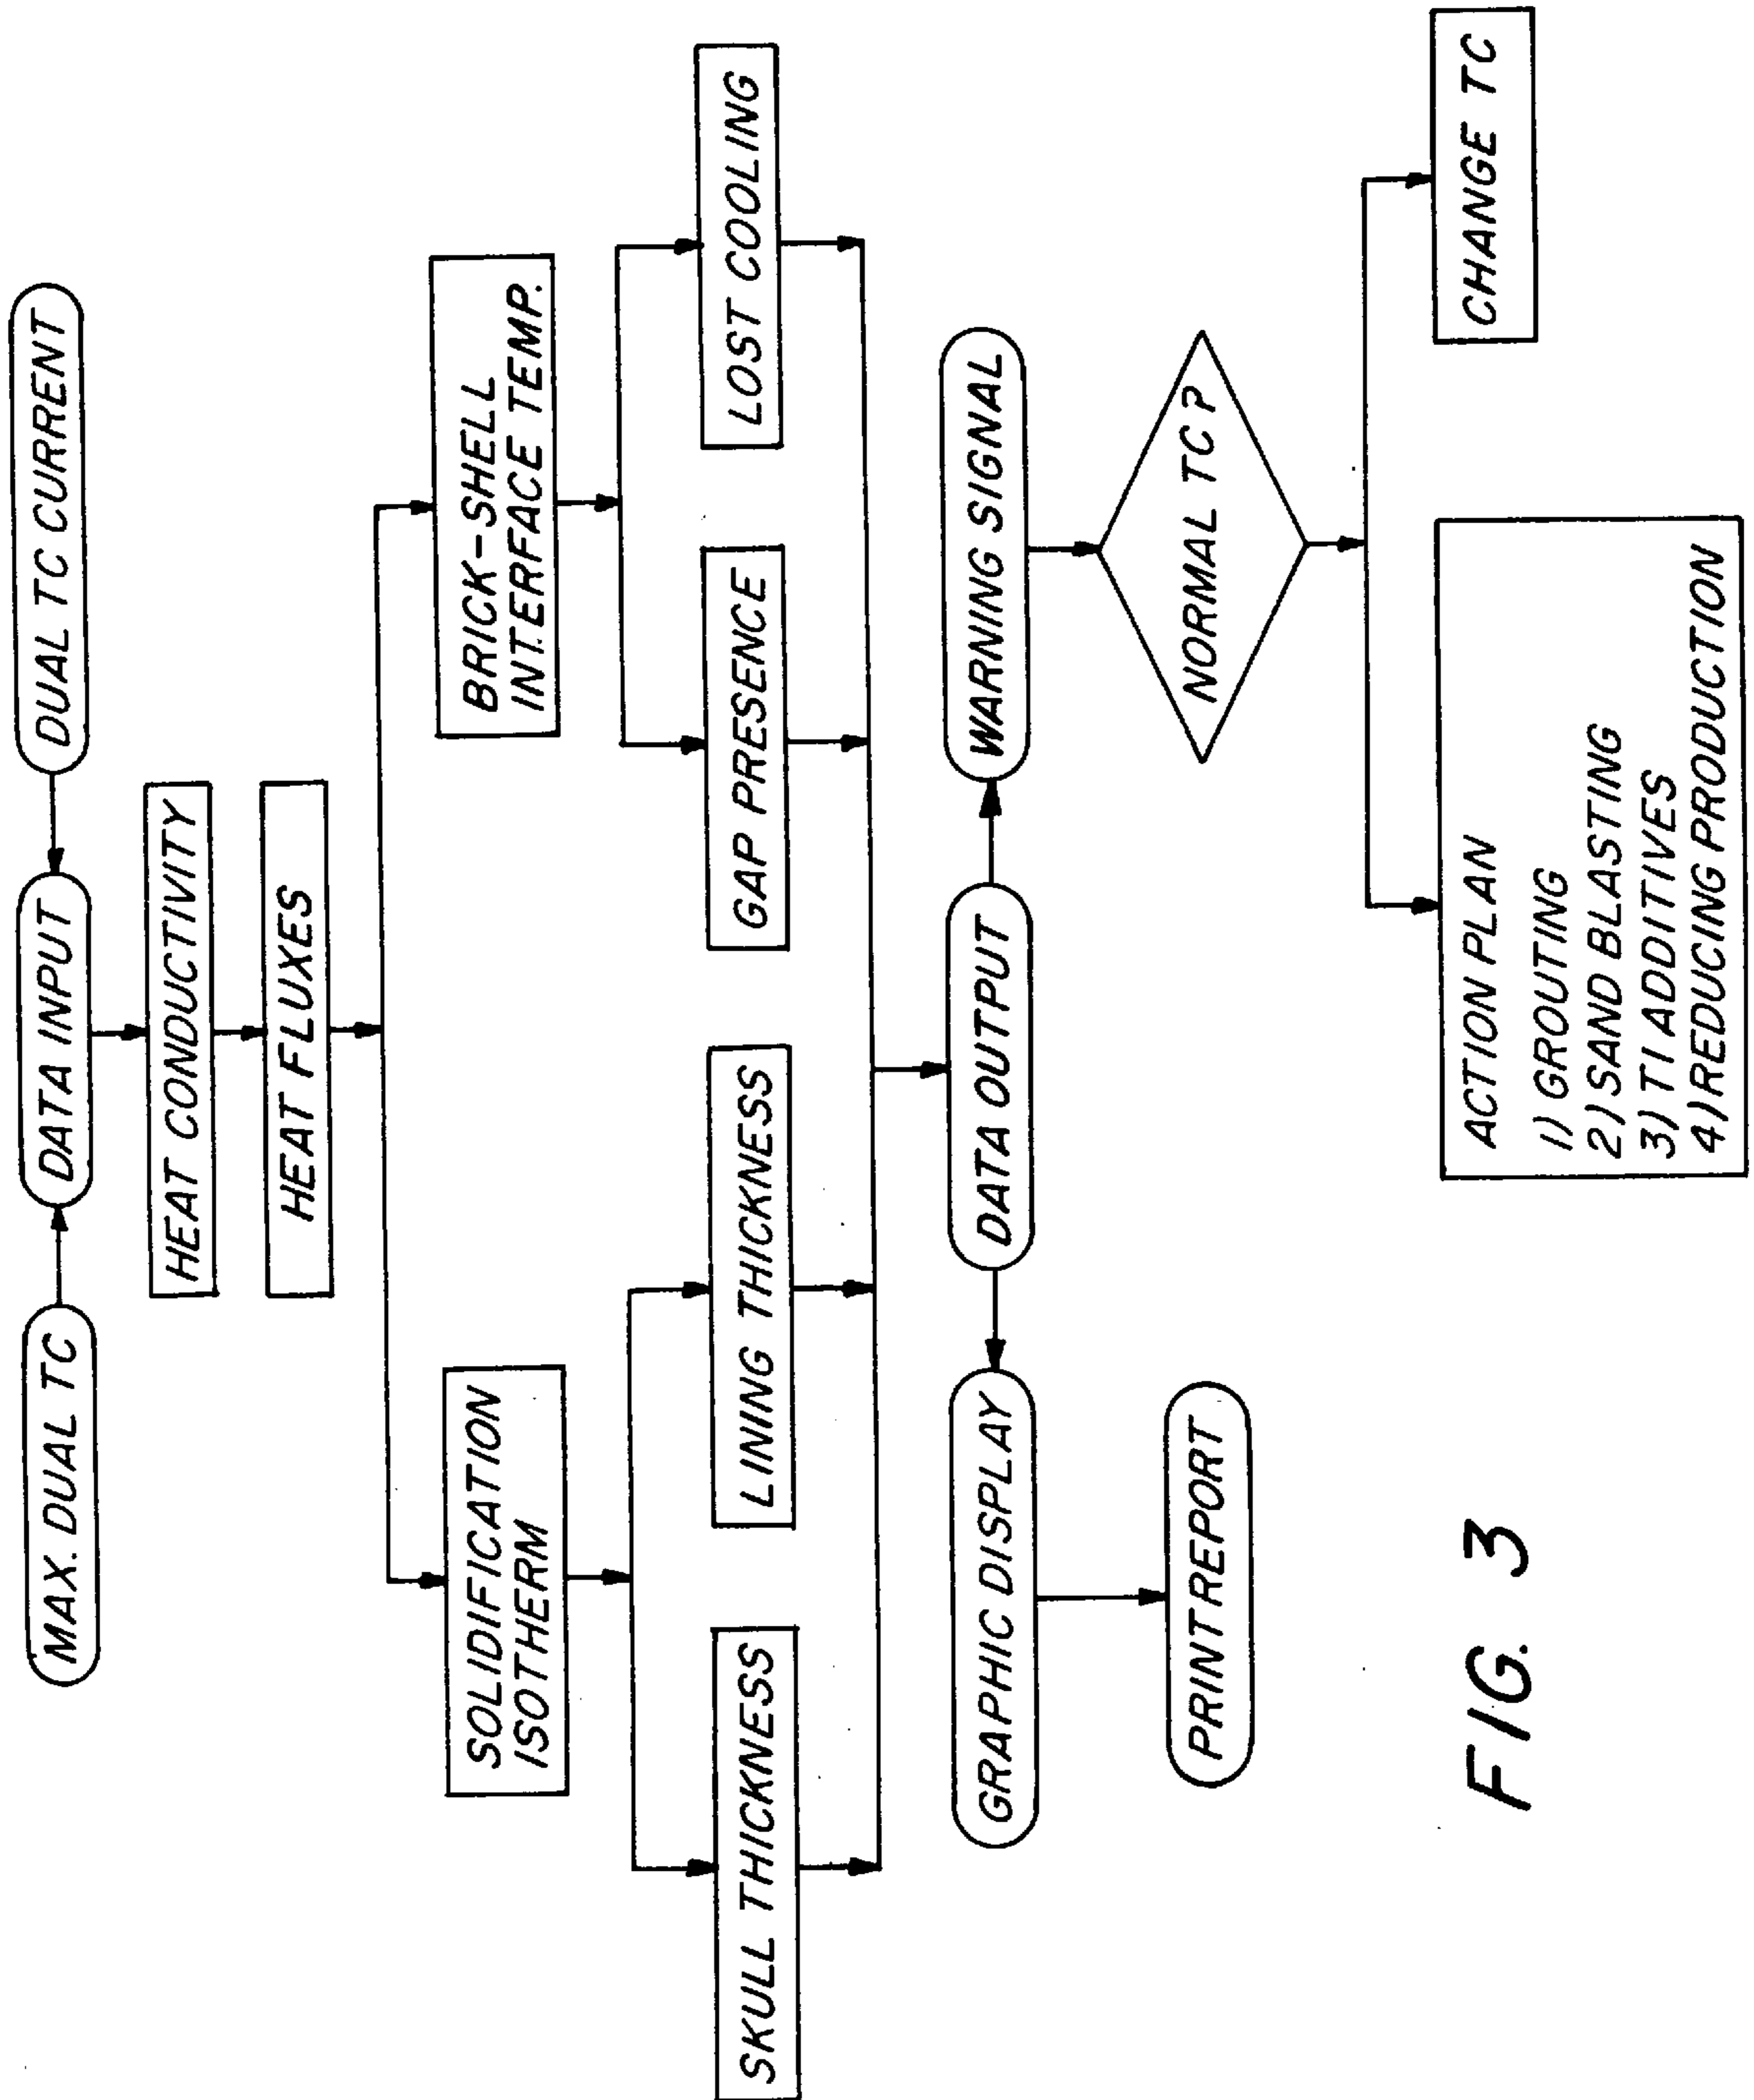 MAX. DUAL TC
DATA INPUT
DUAL TC CURRENT
HEAT CONDUCTIVITY
HEAT FLUXES
SOLIDIFICATION
ISOTHERM
BRICK-SHELL
INTERFACE TEMP.
SKULL THICKNESS
LINING THICKNESS
GAP PRESENCE
LOST COOLING
GRAPHIC DISPLAY
DATA OUTPUT
WARNING SIGNAL
PRINT REPORT
NORMAL TC?
ACTION PLAN
1) GROUTING
2) SAND BLASTING
3) TI ADDITIVES
4) REDUCING PRODUCTION
CHANGE TC
FIG. 3